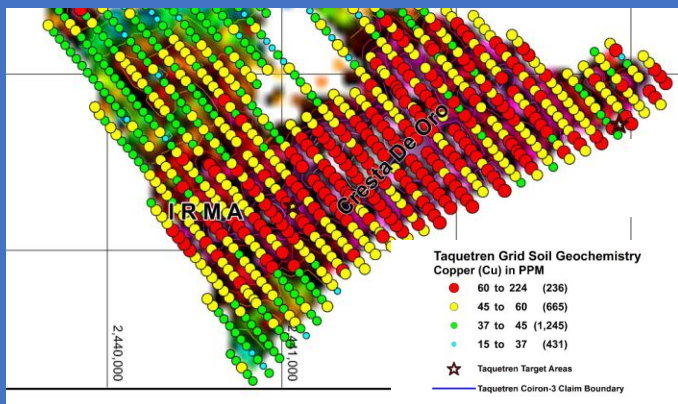 Cresta De Oro
IRMA
2,440,000
2,441,000
Taquetren Grid Soil Geochemistry
Copper (Cu) in PPM
60 to 224 (236)
45 to 60 (665)
37 to 45 (1,245)
15 to 37 (431)
Taquetren Target Areas
Taquetren Coiron-3 Claim Boundary